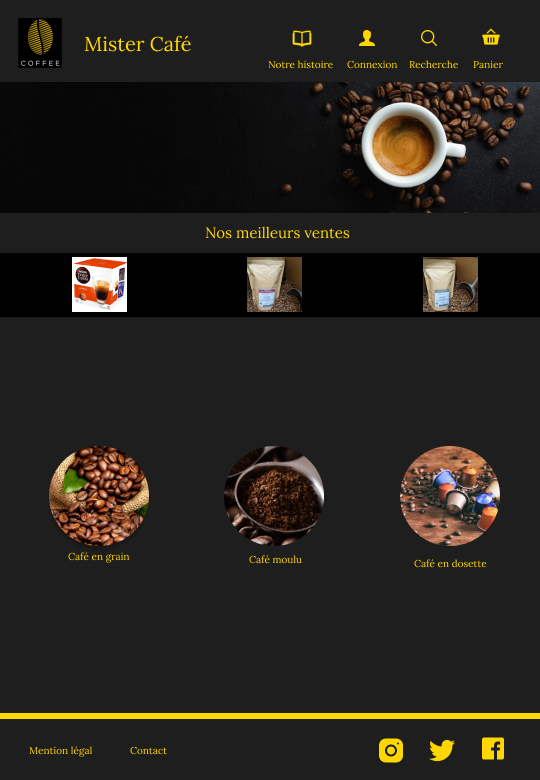 COFFEE
Mister Café
Notre histoire
Connexion
Recherche
Panier
Nos meilleurs ventes
Café en grain
Café moulu
Café en dosette
Mention légal
Contact